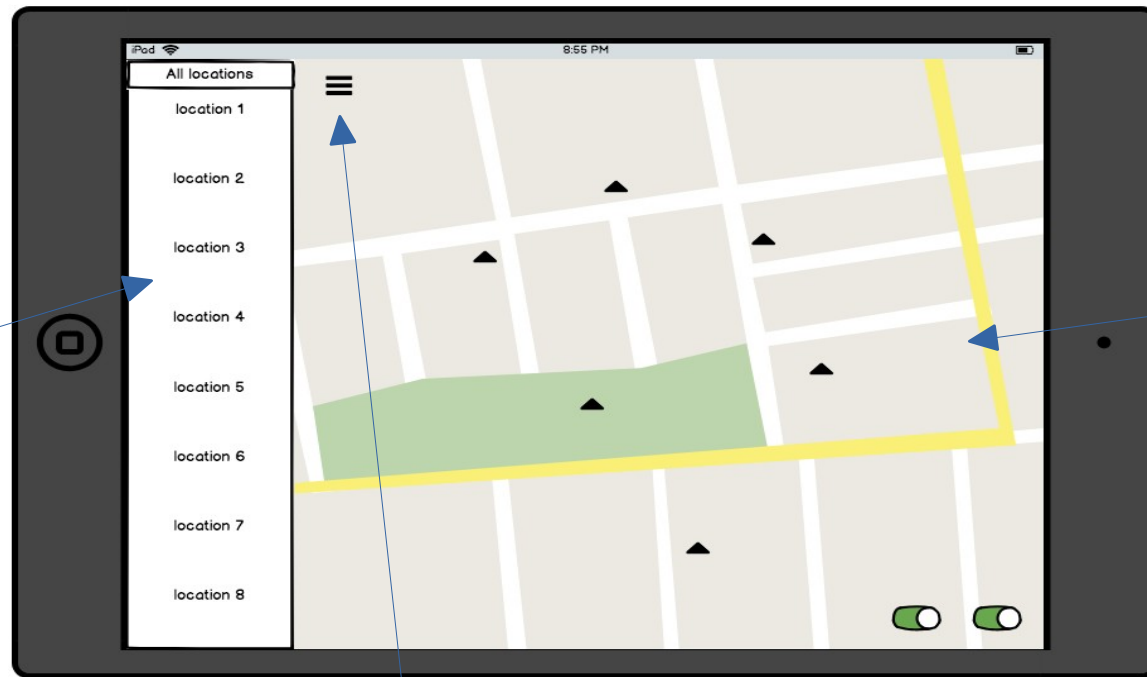 iPad
8:55 PM
All locations
location 1
location 2
location 3
location 4
location 5
location 6
location 7
location 8